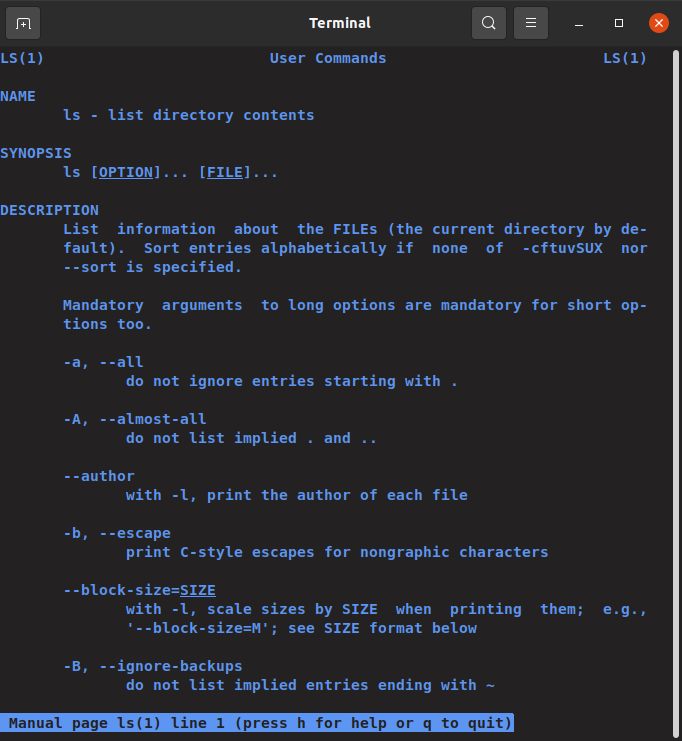 Terminal
LS(1) User Commands LS(1)
NAME
ls - list directory contents
SYNOPSIS
ls [OPTION]... [FILE]...
DESCRIPTION
List information about the FILEs (the current directory by de-
fault). Sort entries alphabetically if none of -cftuvSUX nor
--sort is specified.
Mandatory arguments to long options are mandatory for short op-
tions too.
-a, --all
do not ignore entries starting with .
-A, --almost-all
do not list implied . and ..
--author
with -l, print the author of each file
-b, --escape
print C-style escapes for nongraphic characters
--block-size=SIZE
with -l, scale sizes by SIZE when printing them; e.g.,
'--block-size=M'; see SIZE format below
-B, --ignore-backups
do not list implied entries ending with ~
Manual page ls(1) line 1 (press h for help or q to quit)